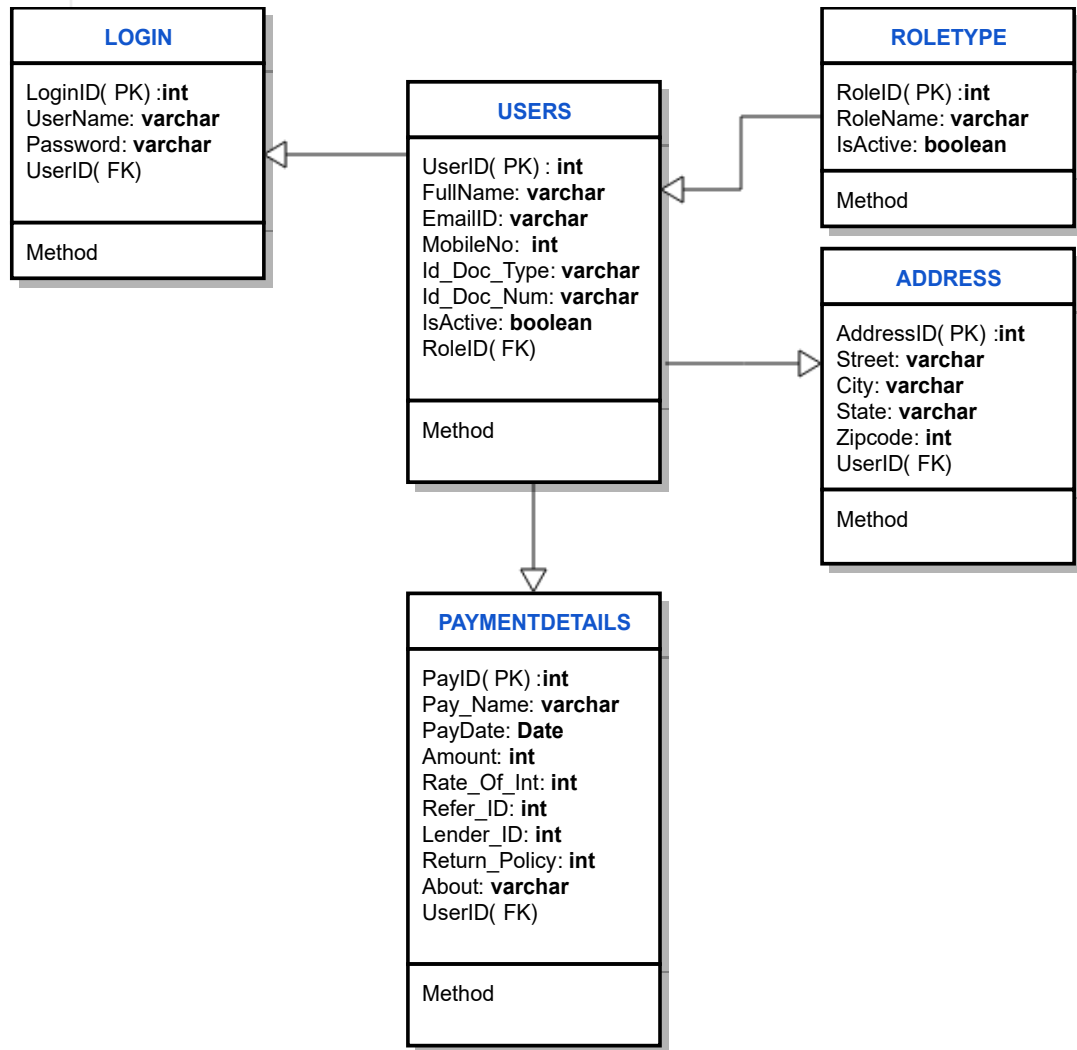 LOGIN
LoginID( PK) :int
UserName: varchar
Password: varchar
UserID( FK)
Method
USERS
UserID( PK) : int
FullName: varchar
EmailID: varchar
MobileNo:  int
Id_Doc_Type: varchar
Id_Doc_Num: varchar
IsActive: boolean
RoleID( FK)
Method
ROLETYPE
RoleID( PK) :int
RoleName: varchar
IsActive: boolean
Method
ADDRESS
AddressID( PK) :int
Street: varchar
City: varchar
State: varchar
Zipcode: int
UserID( FK)
Method
PAYMENTDETAILS
PayID( PK) :int
Pay_Name: varchar
PayDate: Date
Amount: int
Rate_Of_Int: int
Refer_ID: int
Lender_ID: int
Return_Policy: int
About: varchar
UserID( FK)
Method